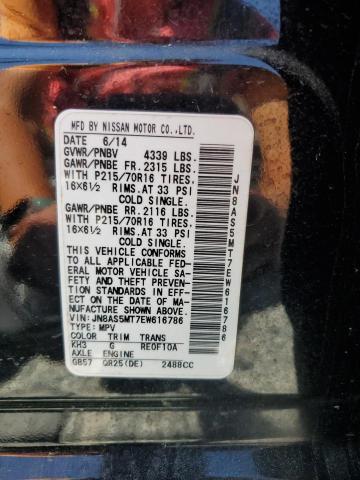 MFD BY NISSAN MOTOR CO.,LTD.
DATE 6/14
GVWR/PNBV 4339 LBS.
GAWR/PNBE FR.2315 LBS.
WITH P215/70R16 TIRES.
16X6½ RIMS.AT 33 PSI
COLD SINGLE.
GAWR/PNBE RR.2116 LBS.
WITH P215/70R16 TIRES.
16X6½ RIMS.AT 33 PSI
COLD SINGLE.
THIS VEHICLE CONFORMS
TO ALL APPLICABLE FED-
ERAL MOTOR VEHICLE SA-
FETY AND THEFT PREVEN-
TION STANDARDS IN EFF-
ECT ON THE DATE OF MA-
NUFACTURE SHOWN ABOVE.
VIN:JN8AS5MT7EW616786
TYPE:MPV
COLOR TRIM TRANS
KH3 G RE0F10A
AXLE ENGINE
GB57 QR25(DE) 2488CC
JN8AS5MT7EW616786